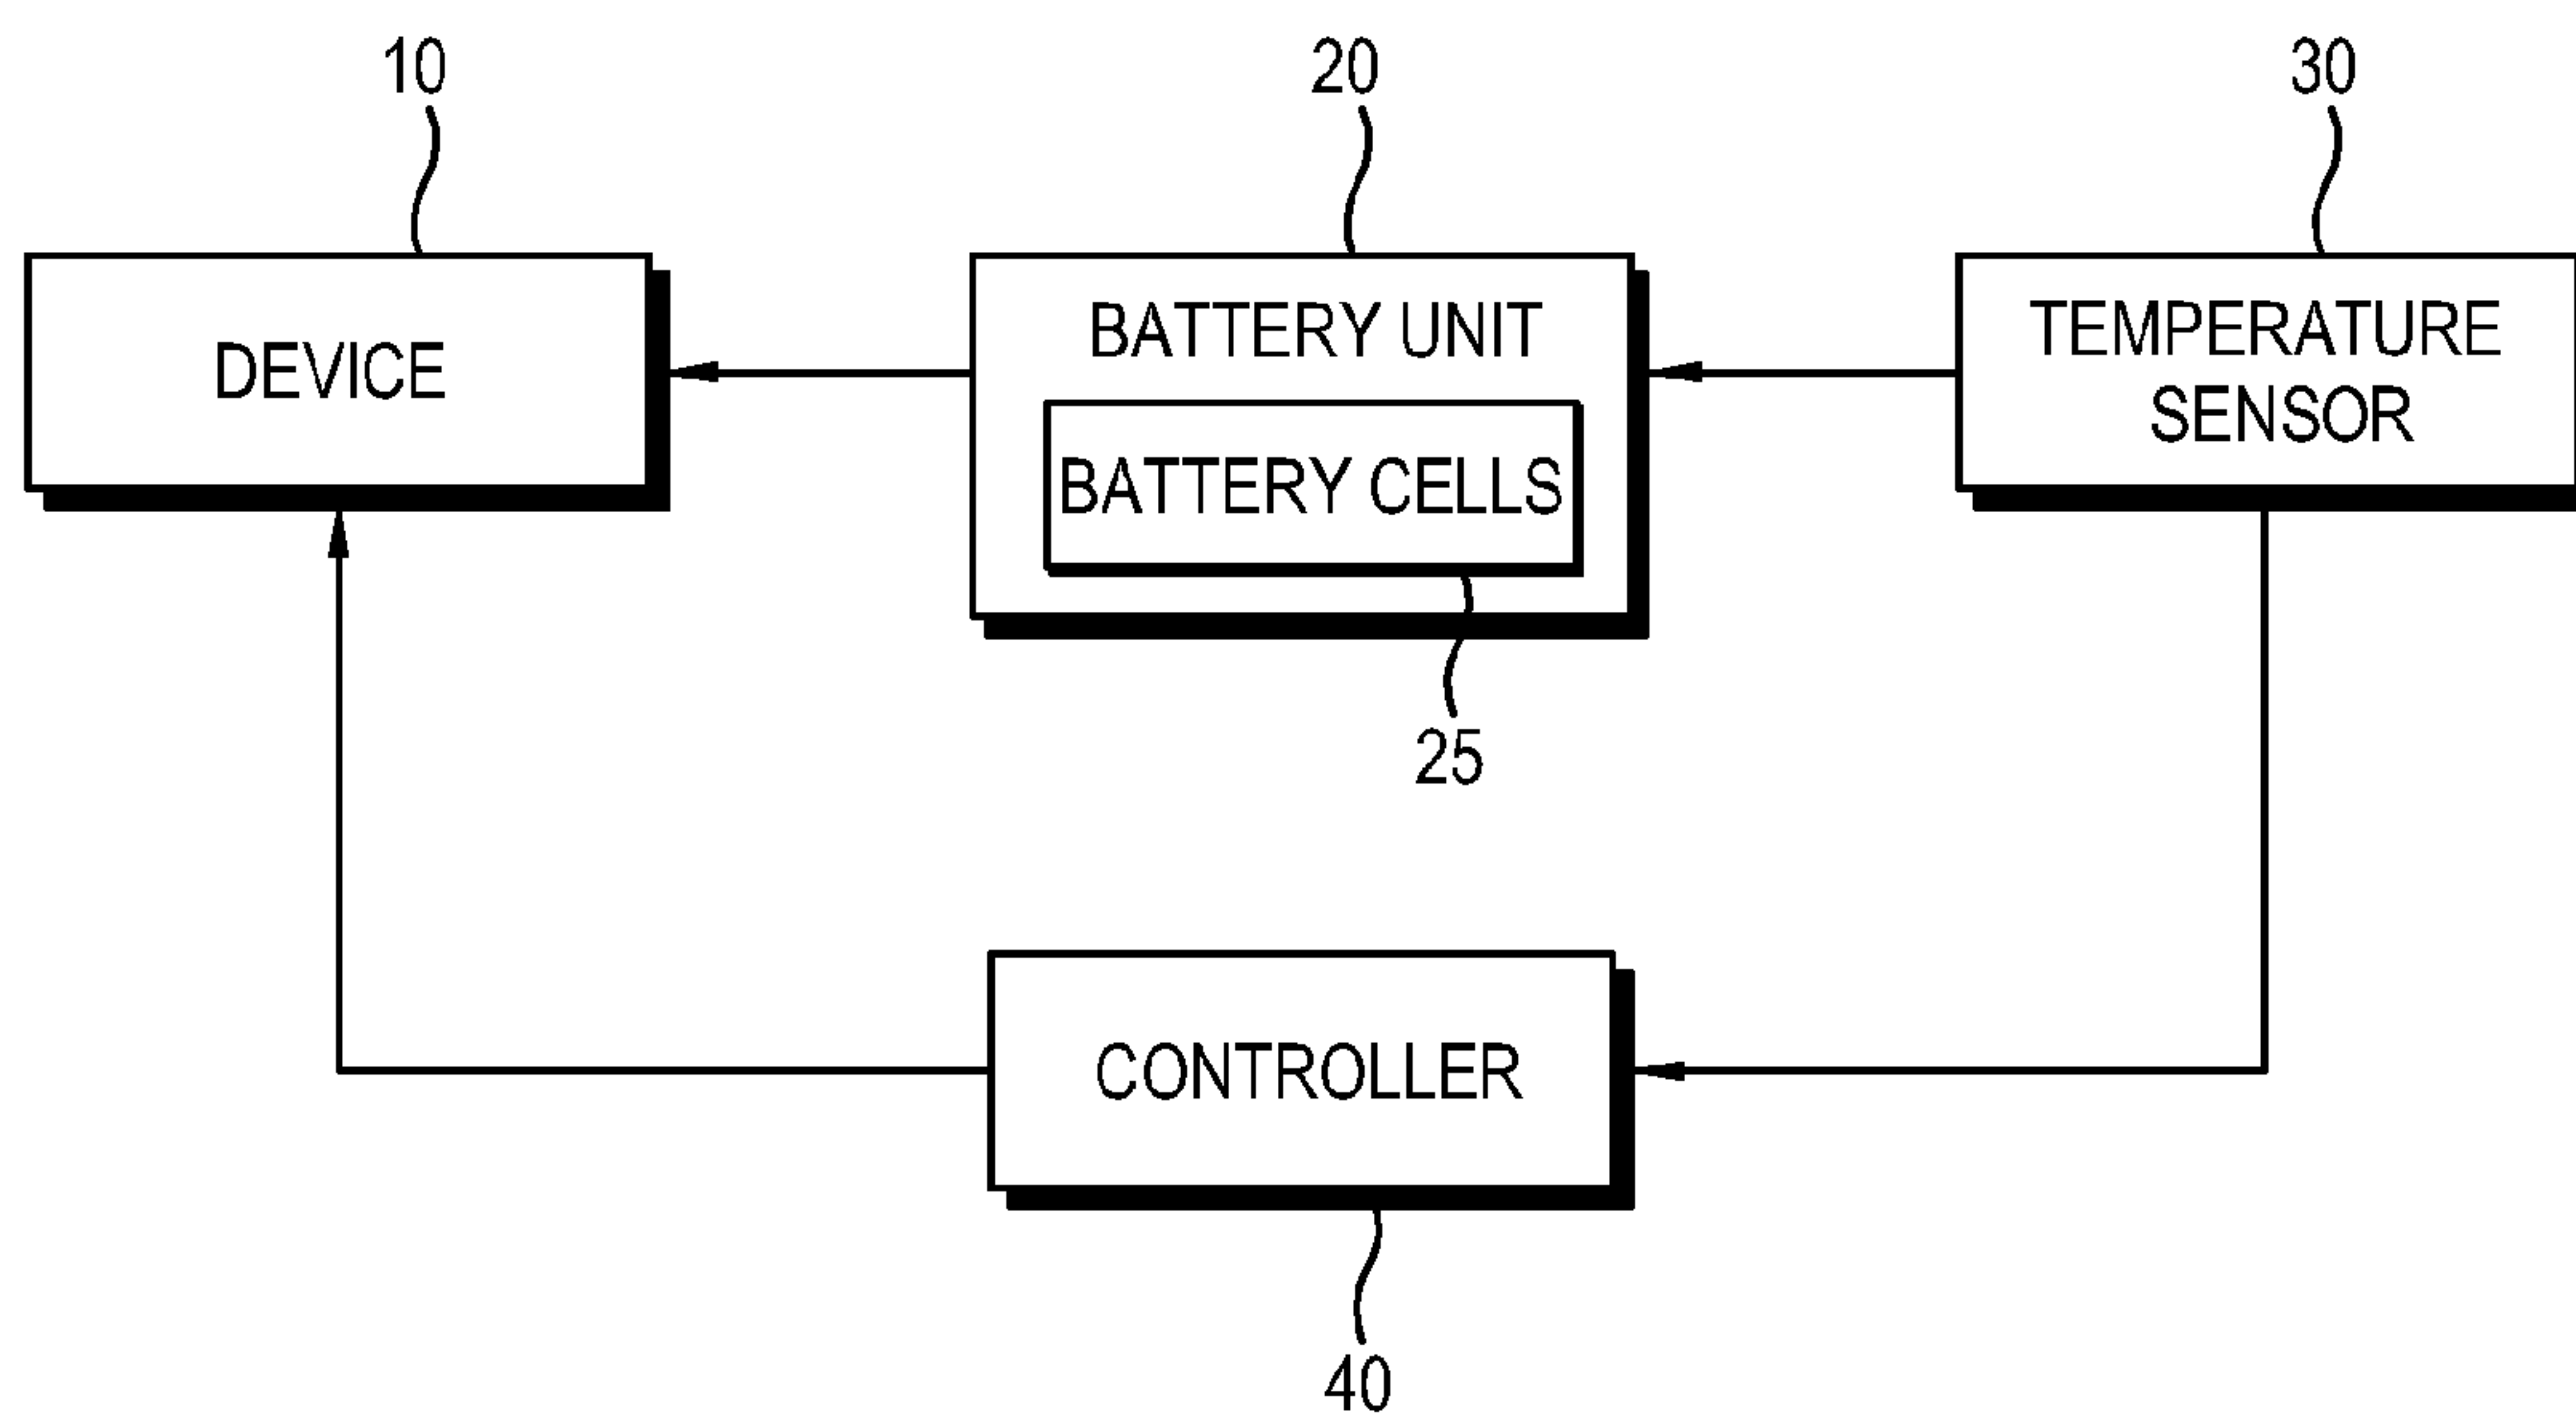 10
20
30
DEVICE
BATTERY UNIT
BATTERY CELLS
TEMPERATURE
SENSOR
25
CONTROLLER
40